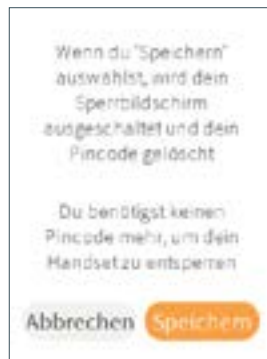 Wenn du "Speichern"
auswählst, wird dein
Sperrbildschirm
ausgeschaltet und dein
Pincode gelöscht
Du benötigst keinen
Pincode mehr, um dein
Handset zu entsperren
Abbrechen Speichern